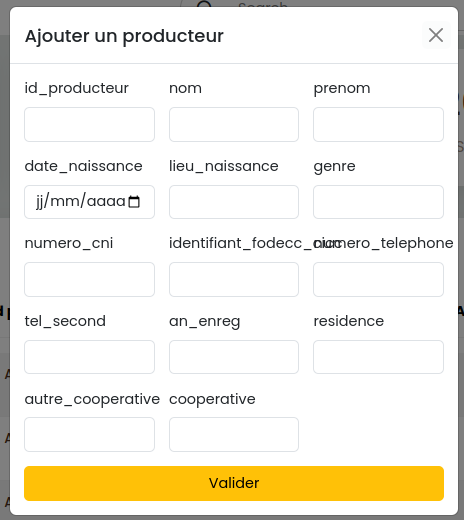 Search
Ajouter un producteur
id_producteur nom prenom
date_naissance lieu_naissance genre
jj/mm/aaaa
numero_cni numero_telephone
tel_second an_enreg residence
autre_cooperative cooperative
Valider